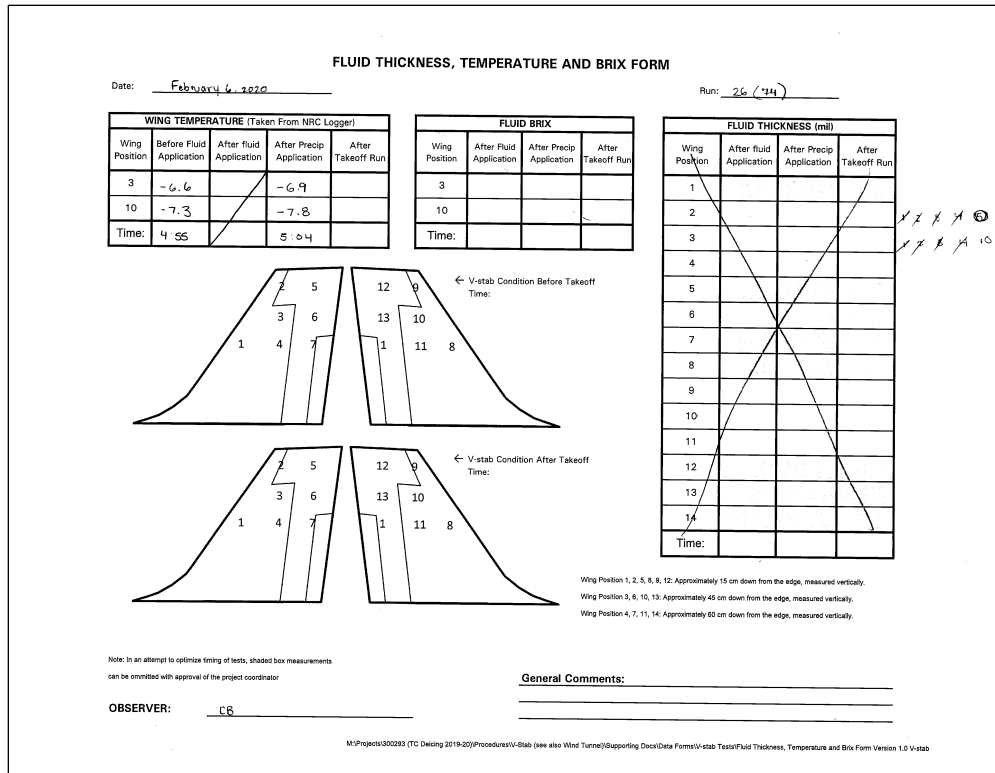 FLUID THICKNESS, TEMPERATURE AND BRIX FORM
Date: February 6, 2020
Run: 26 (74)
WING TEMPERATURE (Taken From NRC Logger)
Wing Position Before Fluid Application After fluid Application After Precip Application After Takeoff Run
3 -6.6 -6.9
10 -7.3 -7.8
Time: 4:55 5:04
FLUID BRIX
Wing Position After Fluid Application After Precip Application After Takeoff Run
3
10
Time:
FLUID THICKNESS (mil)
Wing Position After fluid Application After Precip Application After Takeoff Run
1
2
3
4
5
6
7
8
9
10
11
12
13
14
Time:
10
← V-stab Condition Before Takeoff
Time:
2 5 12 9
3 6 13 10
1 4 7 1 11 8
← V-stab Condition After Takeoff
Time:
2 5 12 9
3 6 13 10
1 4 7 1 11 8
Wing Position 1, 2, 5, 8, 9, 12: Approximately 15 cm down from the edge, measured vertically.
Wing Position 3, 6, 10, 13: Approximately 45 cm down from the edge, measured vertically.
Wing Position 4, 7, 11, 14: Approximately 60 cm down from the edge, measured vertically.
Note: In an attempt to optimize timing of tests, shaded box measurements
can be ommitted with approval of the project coordinator
General Comments:
OBSERVER: CB
M:\Projects\300293 (TC Deicing 2019-20)\Procedures\V-Stab (see also Wind Tunnel)\Supporting Docs\Data Forms\V-stab Tests\Fluid Thickness, Temperature and Brix Form Version 1.0 V-stab